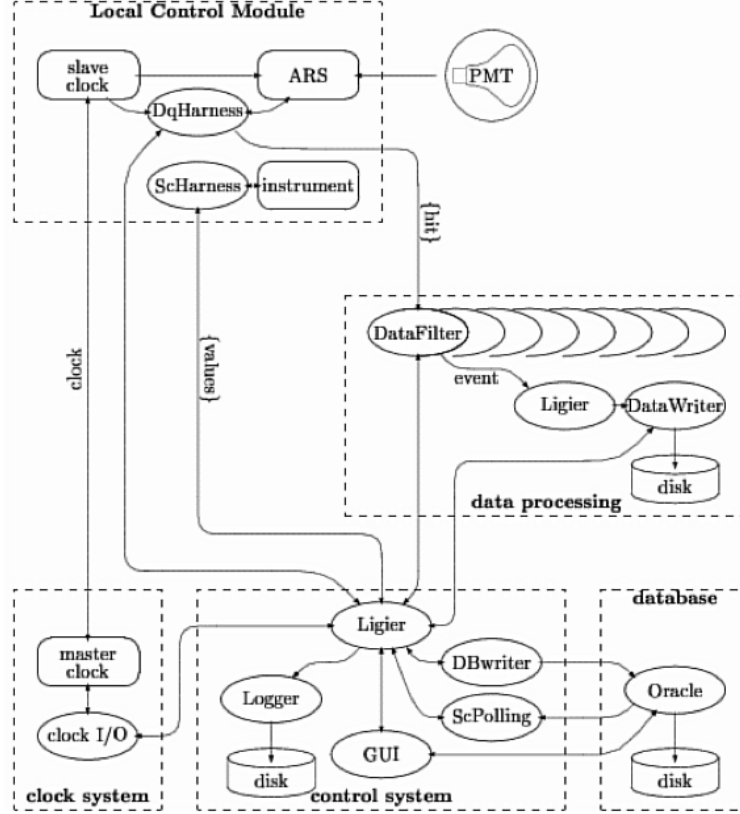 Local Control Module
slave
clock
ARS
PMT
DqHarness
ScHarness
instrument
{hit}
clock
{values}
DataFilter
event
Ligier
DataWriter
disk
data processing
database
Ligier
master
clock
DBwriter
Logger
Oracle
ScPolling
clock I/O
GUI
disk
disk
clock system
control system